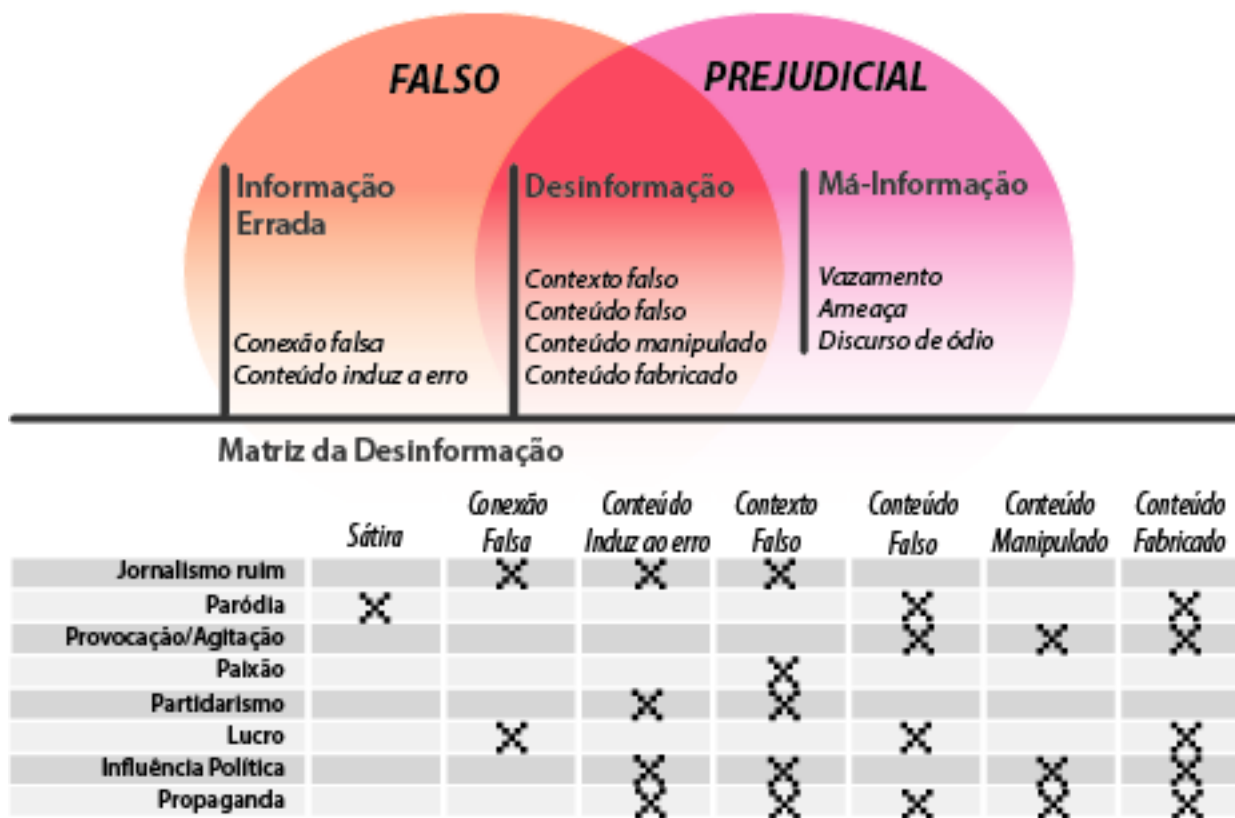 FALSO
PREJUDICIAL
Informação
Errada
Conexão falsa
Conteúdo induz a erro
Desinformação
Contexto falso
Conteúdo falso
Conteúdo manipulado
Conteúdo fabricado
Má-Informação
Vazamento
Ameaça
Discurso de ódio
Matriz da Desinformação
Sátira
Conexão
Falsa
Conteúdo
Induz ao erro
Contexto
Falso
Conteúdo
Falso
Conteúdo
Manipulado
Conteúdo
Fabricado
Jornalismo ruim
Paródia
Provocação/Agitação
Paixão
Partidarismo
Lucro
Influência Política
Propaganda